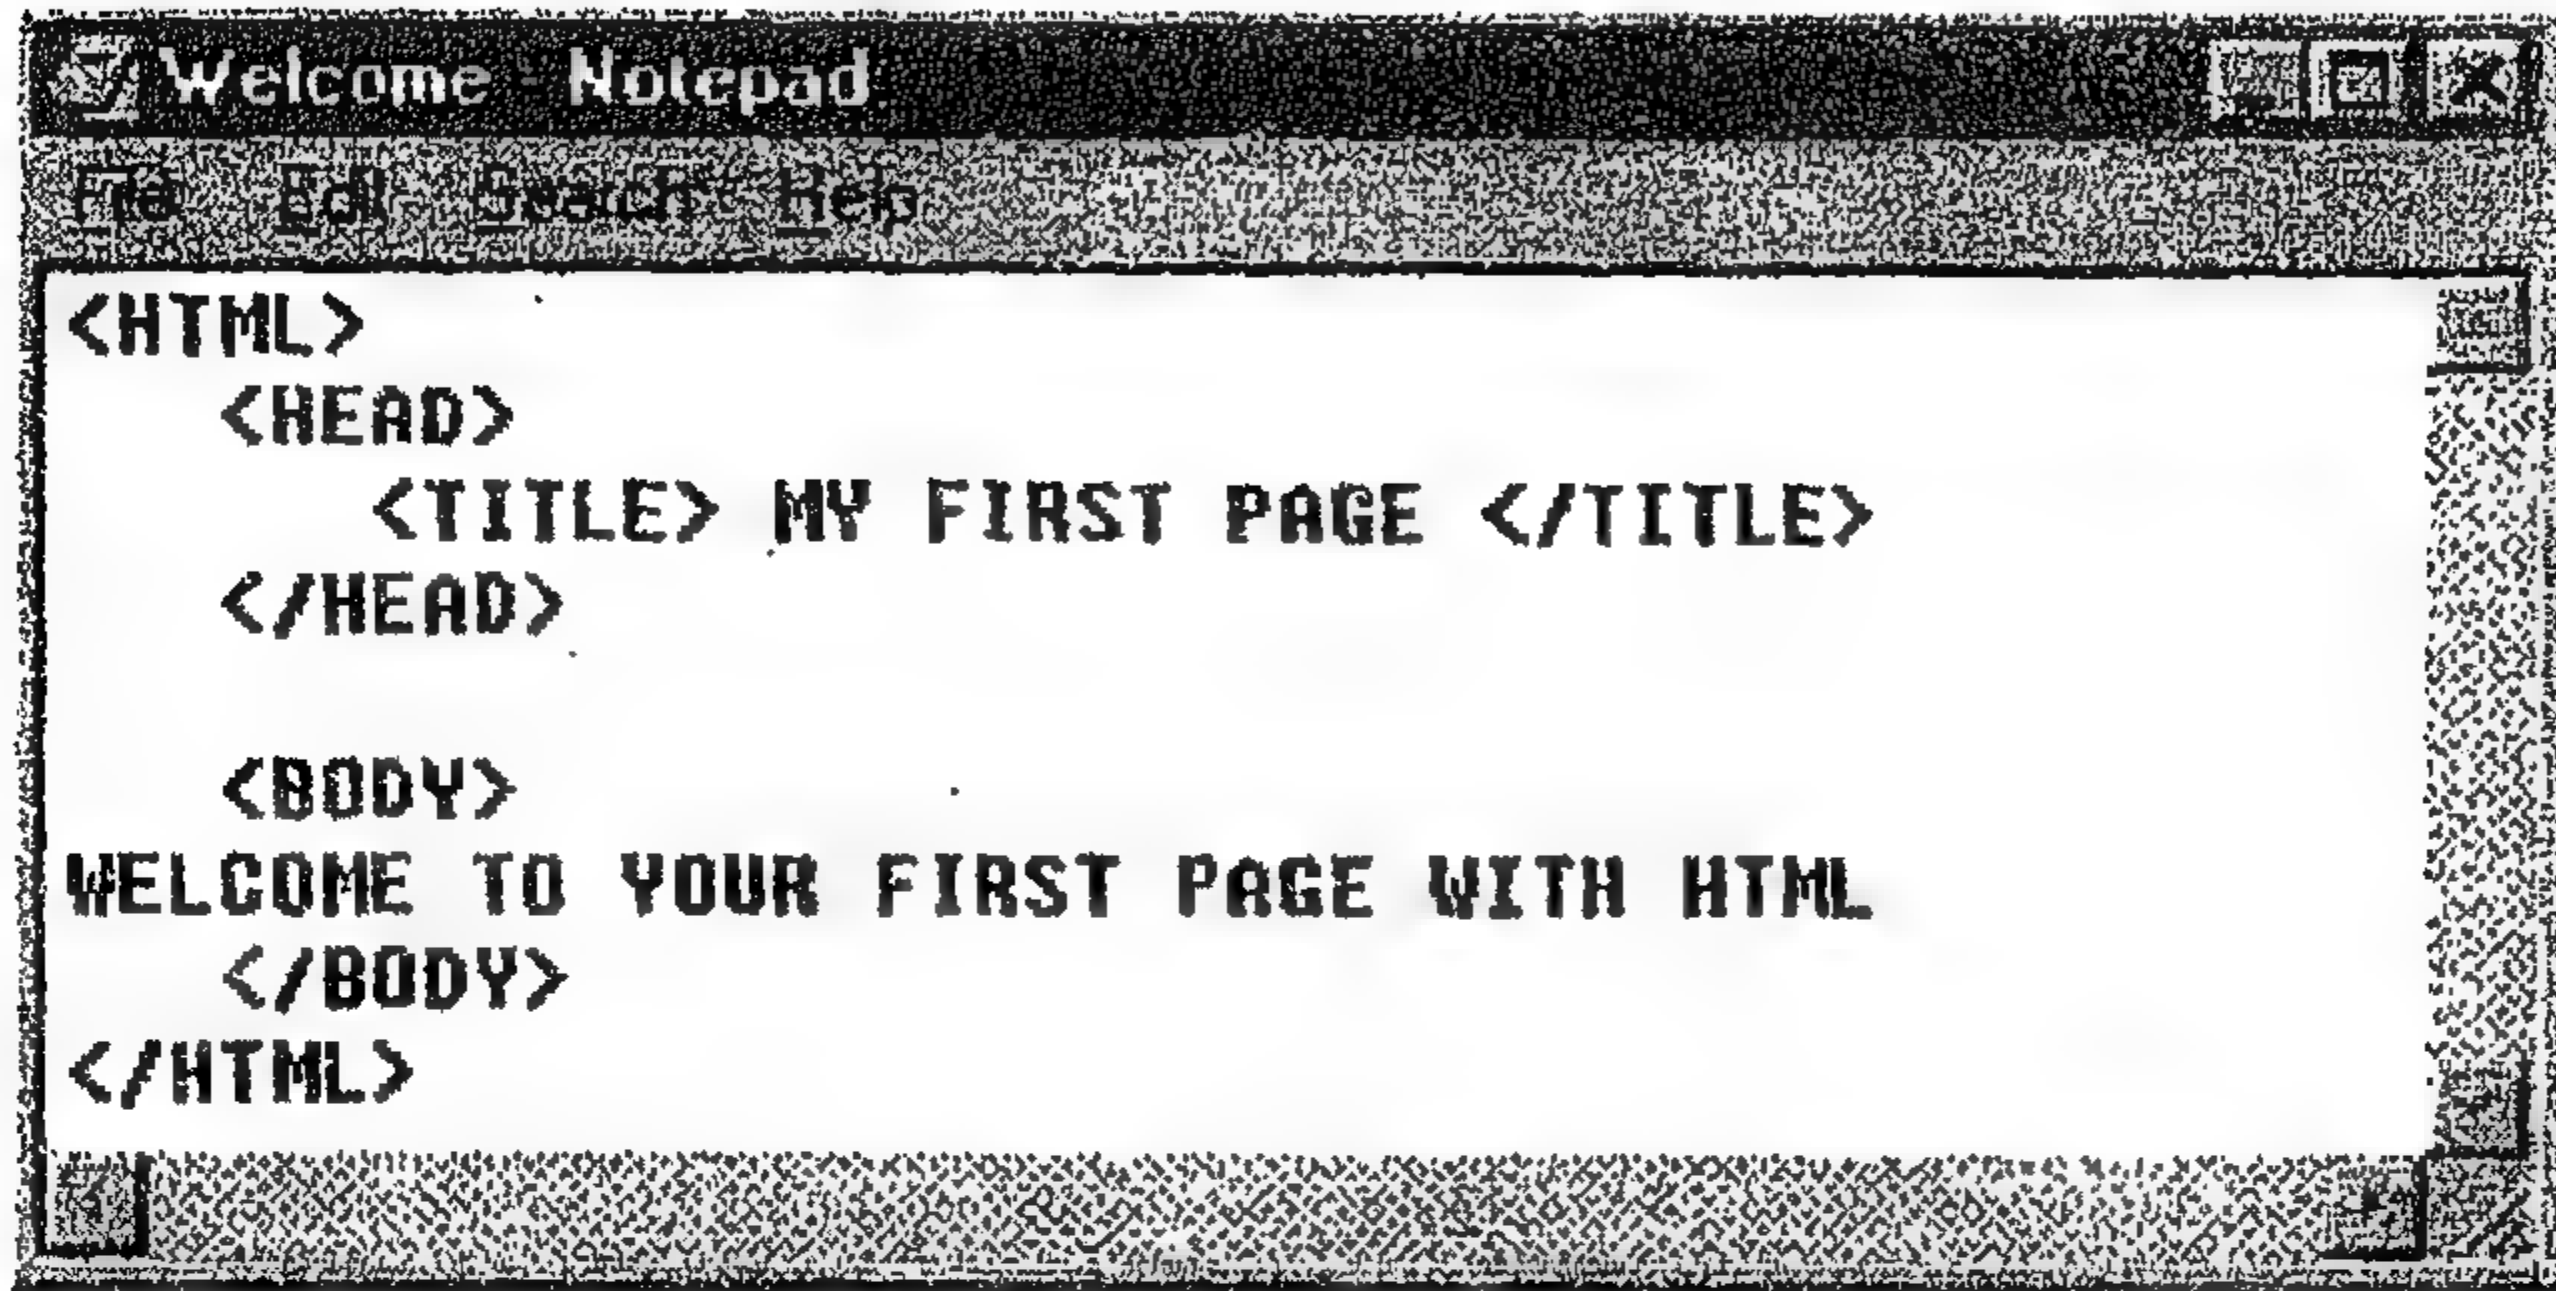 Welcome - Notepad
File Edit Search Help
<HTML>
<HEAD>
<TITLE> MY FIRST PAGE </TITLE>
</HEAD>
<BODY>
WELCOME TO YOUR FIRST PAGE WITH HTML
</BODY>
</HTML>